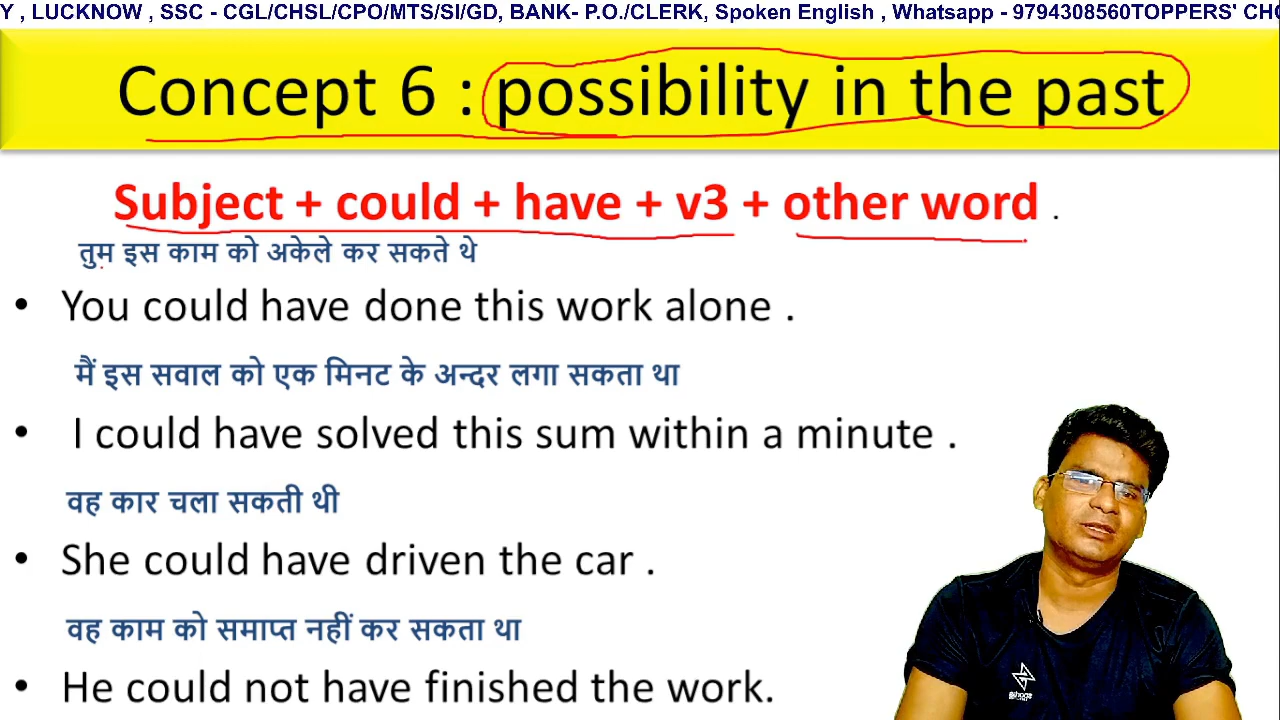 Y , LUCKNOW , SSC - CGL/CHSL/CPO/MTS/SI/GD, BANK- P.O./CLERK, Spoken English , Whatsapp - 9794308560TOPPERS' CHO
Concept 6 : possibility in the past
Subject + could + have + v3 + other word .
तुम इस काम को अकेले कर सकते थे
• You could have done this work alone .
मैं इस सवाल को एक मिनट के अन्दर लगा सकता था
• I could have solved this sum within a minute .
वह कार चला सकती थी
• She could have driven the car .
वह काम को समाप्त नहीं कर सकता था
• He could not have finished the work.